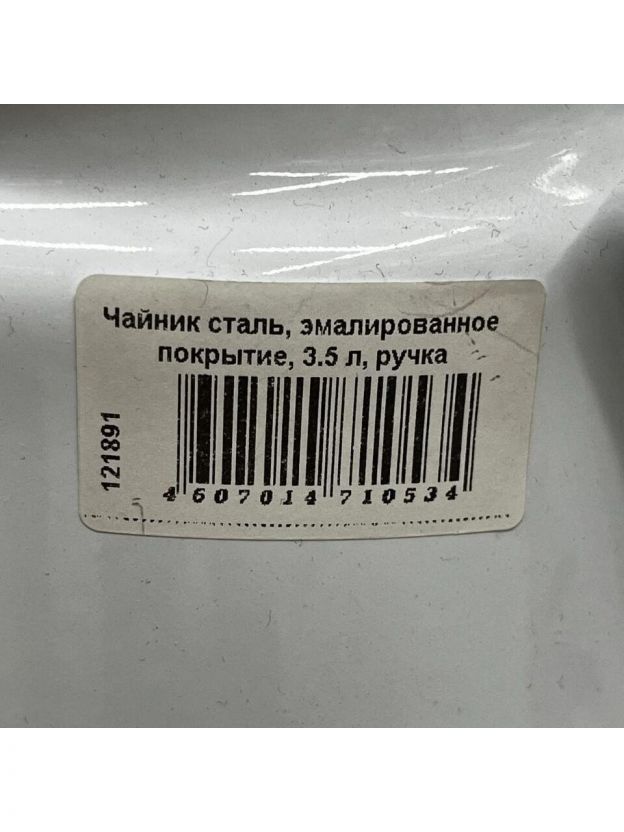 Чайник сталь, эмалированное
покрытие, 3.5 л, ручка
121891
4 607014 710534